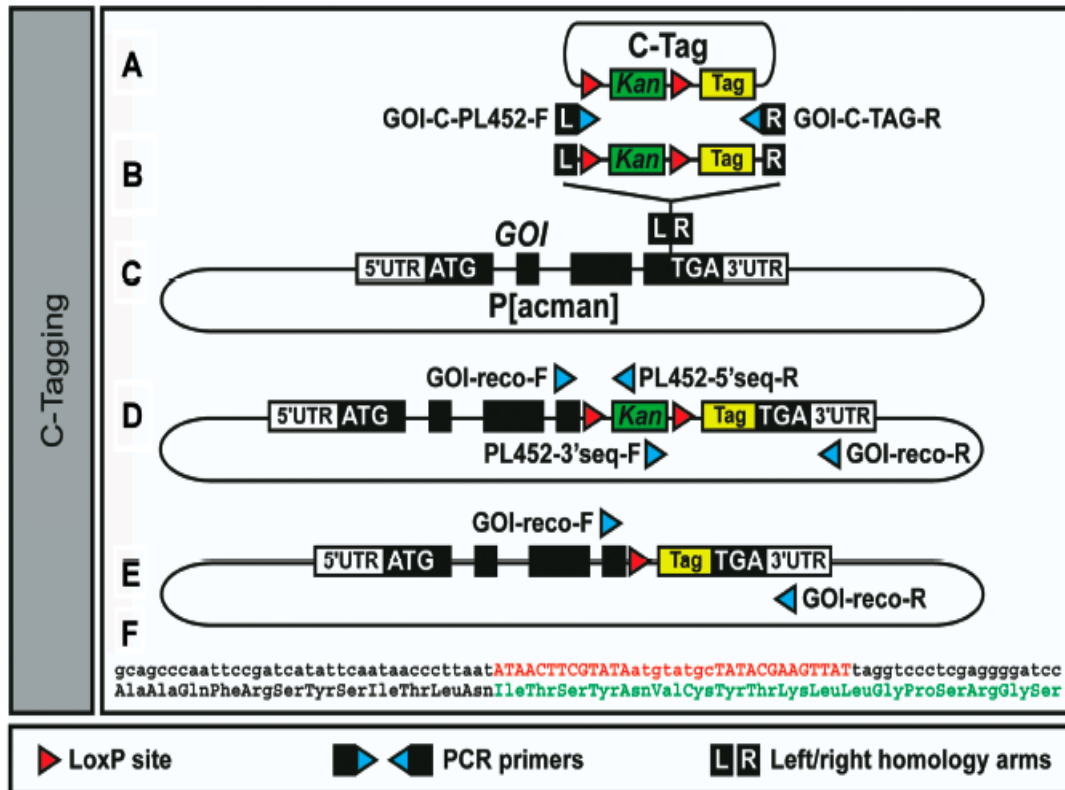 C-Tagging
A
C-Tag
Kan Tag
GOI-C-PL452-F L R GOI-C-TAG-R
B
L Kan Tag R
L R
GOI
C
5'UTR ATG TGA 3'UTR
P[acman]
GOI-reco-F PL452-5'seq-R
D
5'UTR ATG Kan Tag TGA 3'UTR
PL452-3'seq-F GOI-reco-R
GOI-reco-F
E
5'UTR ATG Tag TGA 3'UTR
GOI-reco-R
F
gcagcccaattccgatcatattcaataacccttaatATAACTTCGTATAatgtatgcTATACGAAGTTATtaggtccctcgaggggatcc
AlaAlaGlnPheArgSerTyrSerIleThrLeuAsnIleThrSerTyrAsnValCysTyrThrLysLeuLeuGlyProSerArgGlySer
LoxP site PCR primers L R Left/right homology arms